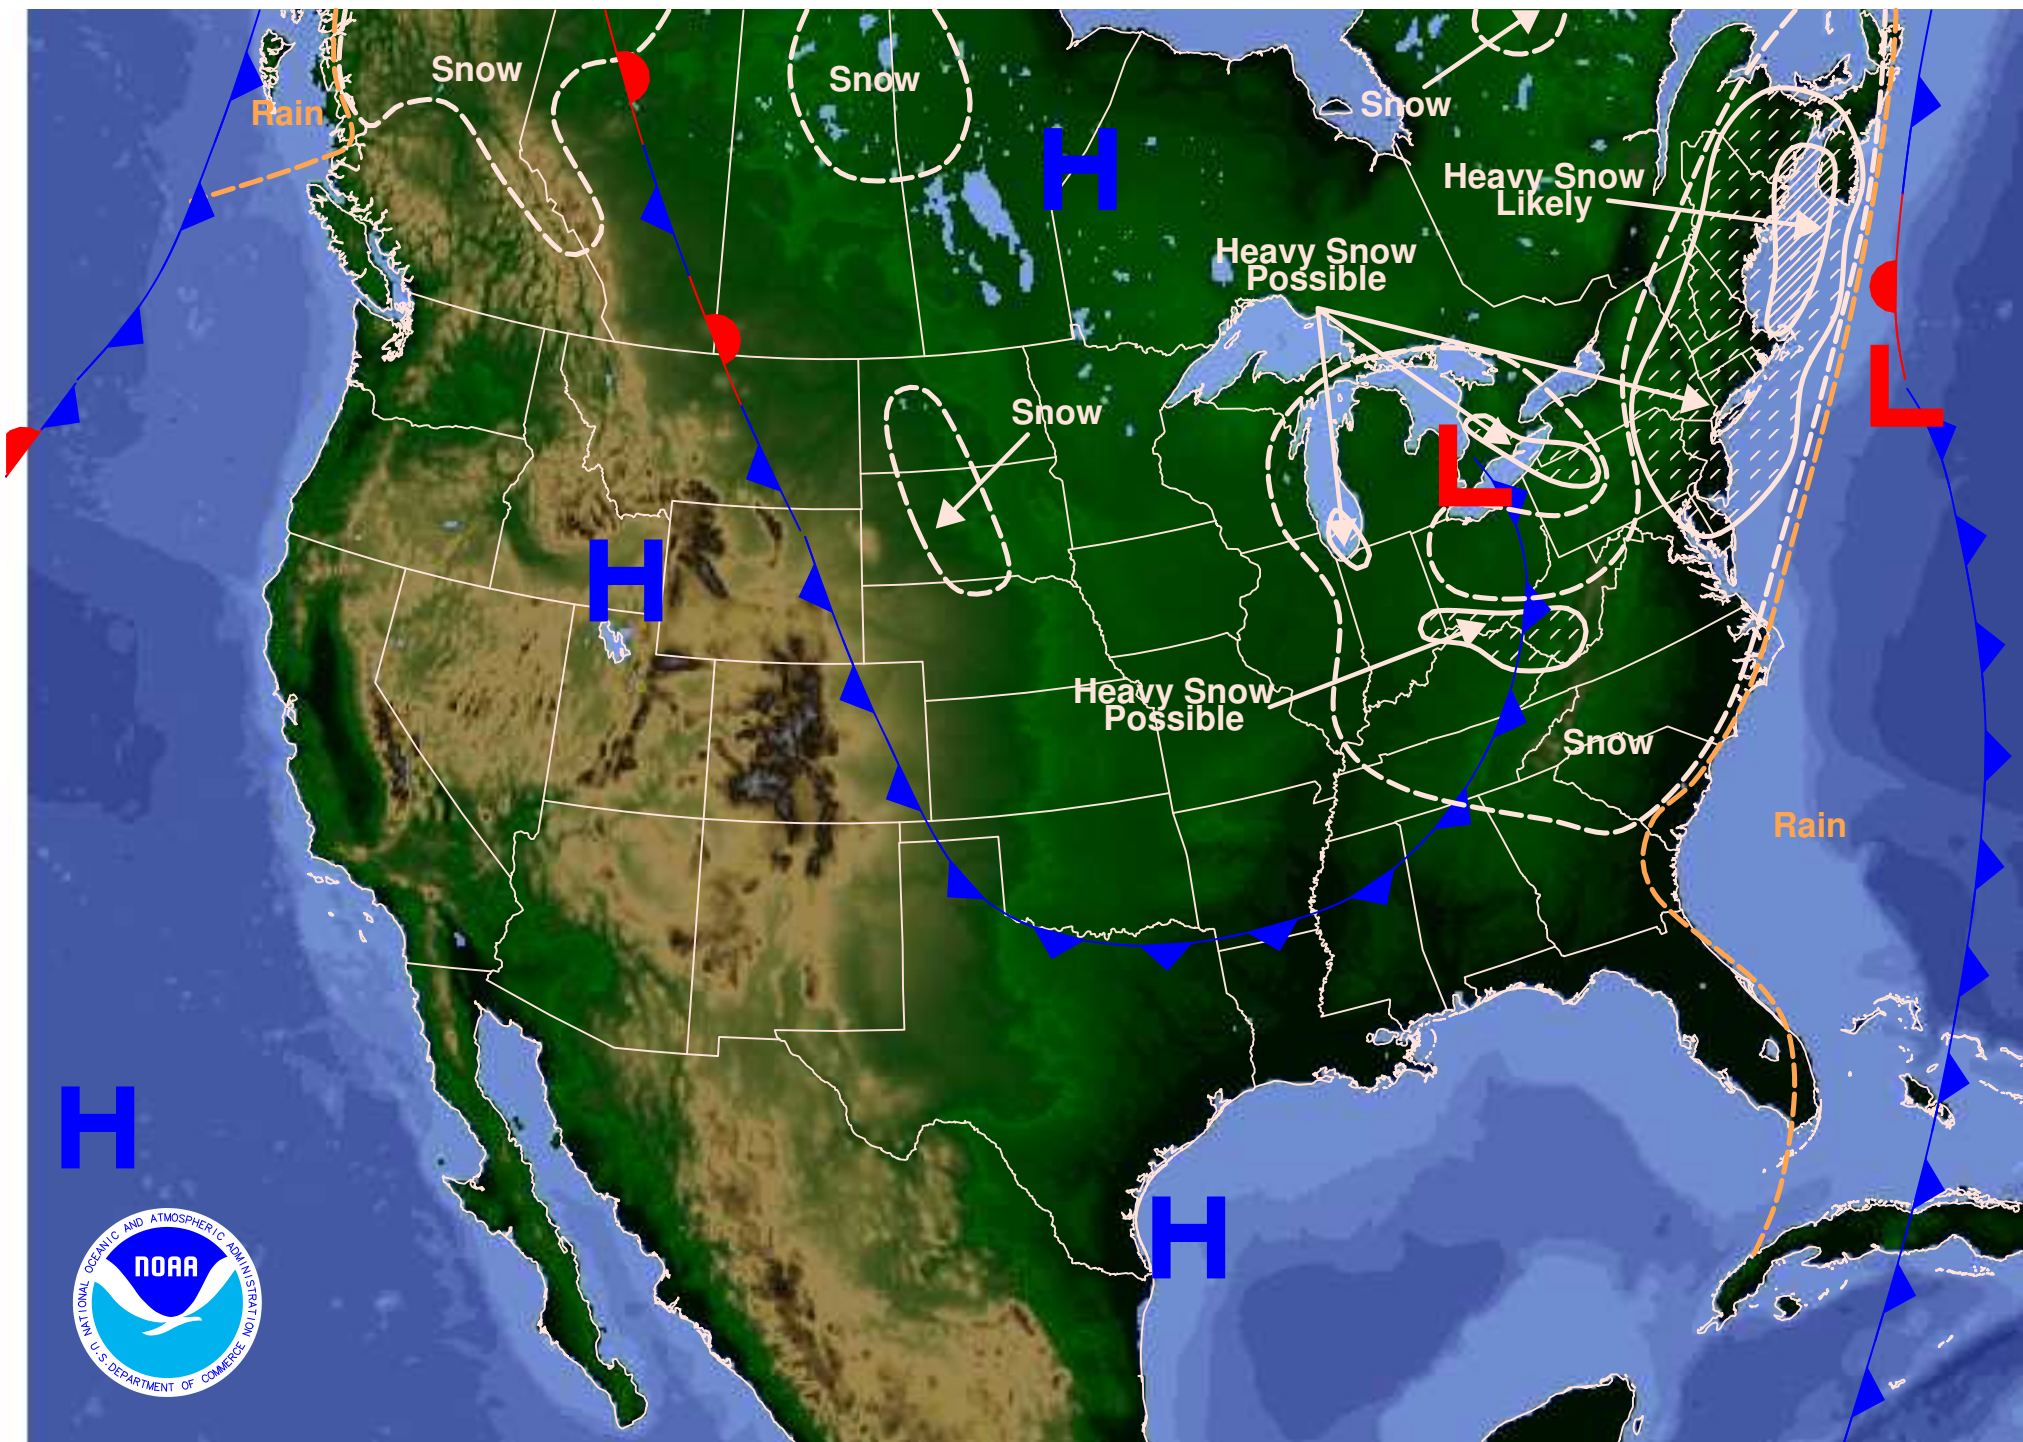 Snow
Snow
Snow
Rain
H
Heavy Snow
Likely
Heavy Snow
Possible
L
Snow
L
H
Heavy Snow
Possible
Snow
Rain
H
H
NATIONAL OCEANIC AND ATMOSPHERIC ADMINISTRATION
NOAA
U.S. DEPARTMENT OF COMMERCE